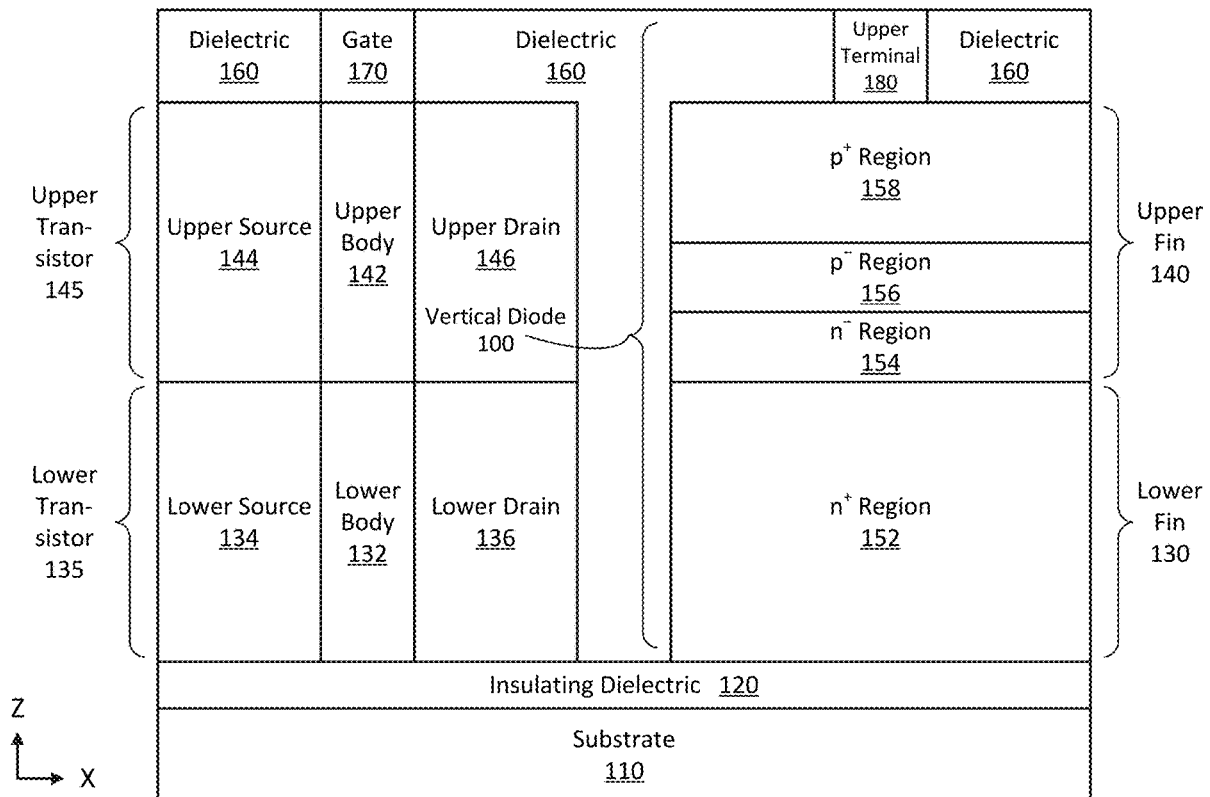 Dielectric
160
Gate
170
Dielectric
160
Upper
Terminal
180
Dielectric
160
Upper
Tran-
sistor
145
Upper Source
144
Upper
Body
142
Upper Drain
146
Vertical Diode
100
p⁺ Region
158
p⁻ Region
156
n⁻ Region
154
Upper
Fin
140
Lower
Tran-
sistor
135
Lower Source
134
Lower
Body
132
Lower Drain
136
n⁺ Region
152
Lower
Fin
130
Insulating Dielectric 120
Substrate
110
Z
X